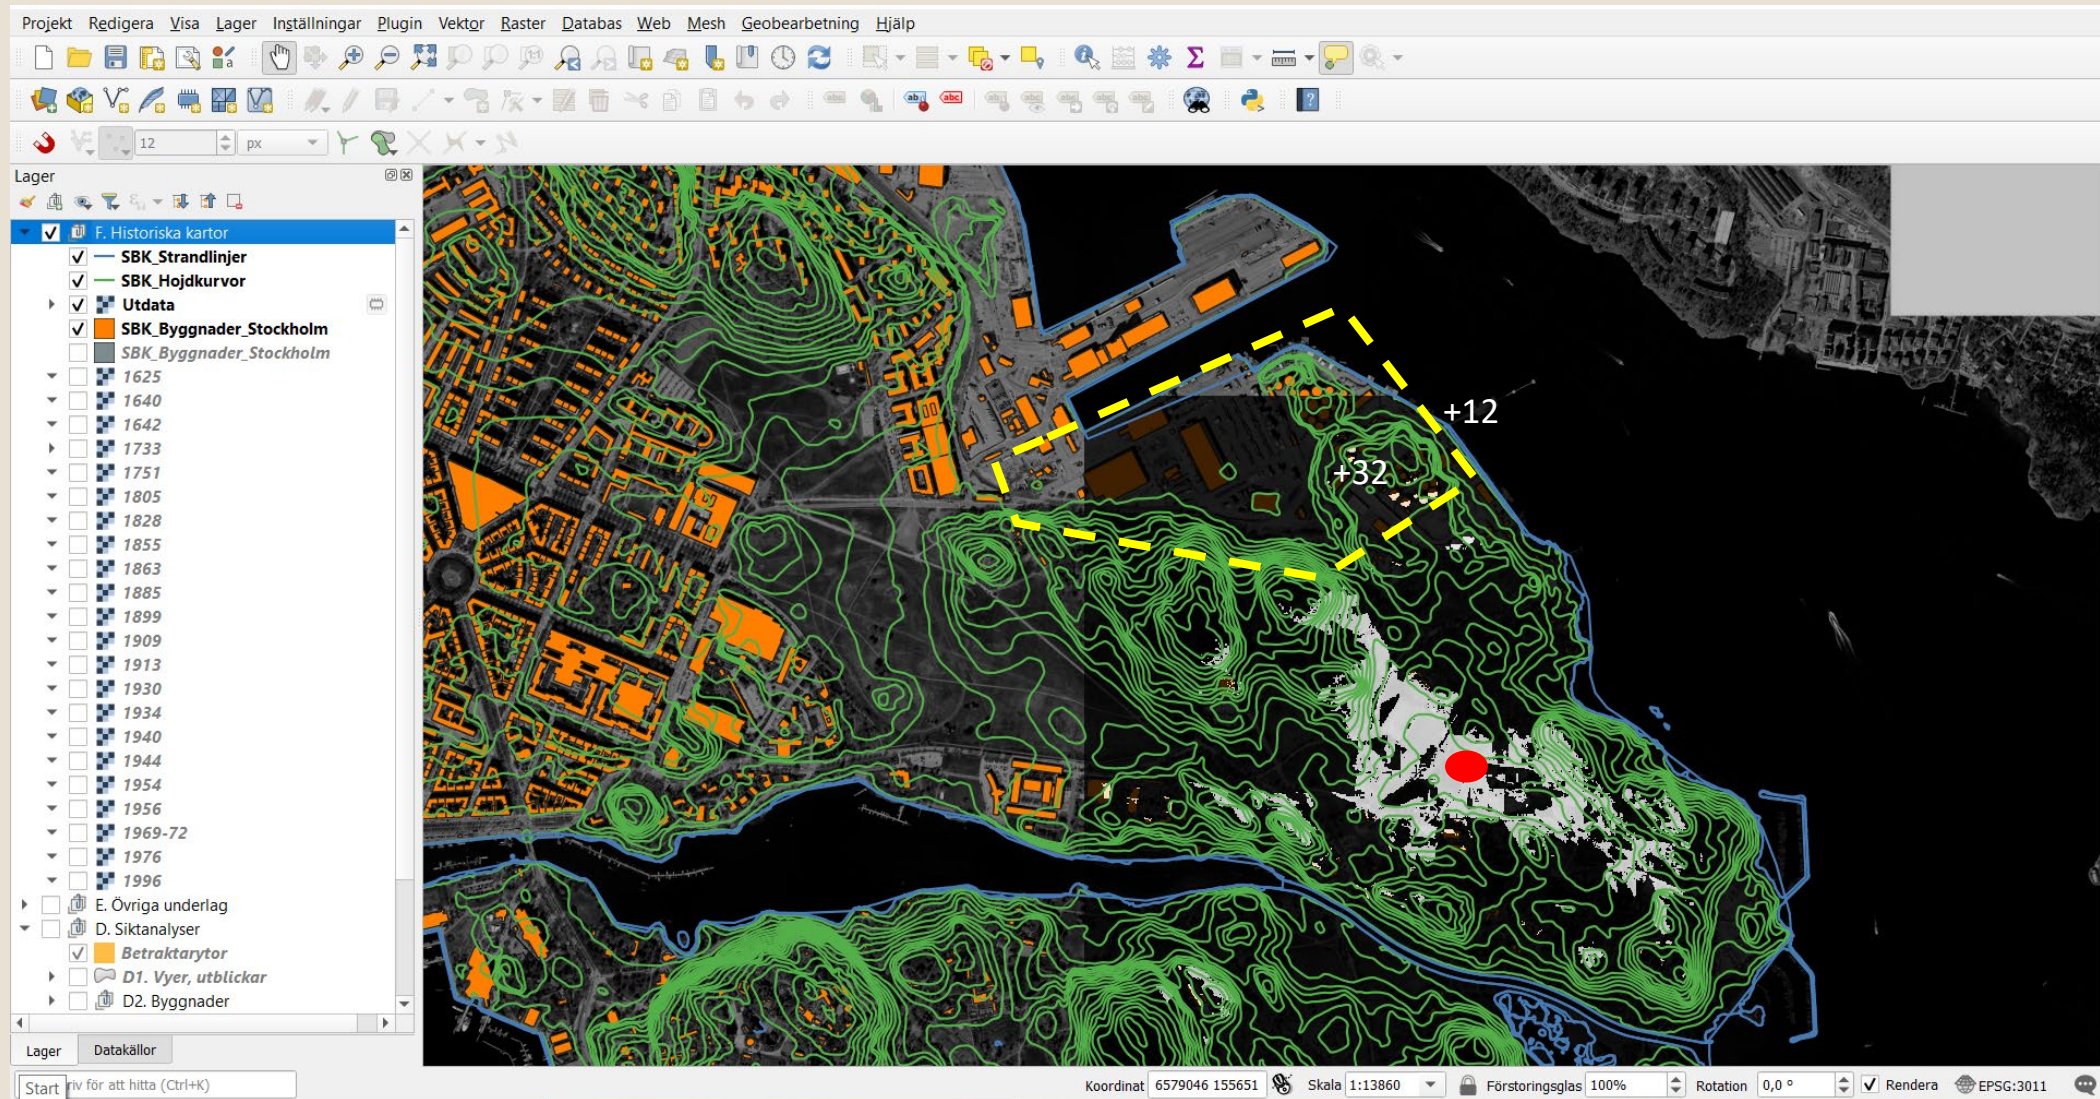 Projekt Redigera Visa Lager Inställningar Plugin Vektor Raster Databas Web Mesh Geobearbetning Hjälp
12 px
Lager
F. Historiska kartor
SBK_Strandlinjer
SBK_Hojdkurvor
Utdata
SBK_Byggnader_Stockholm
SBK_Byggnader_Stockholm
1625
1640
1642
1733
1751
1805
1828
1855
1863
1885
1899
1909
1913
1930
1934
1940
1944
1954
1956
1969-72
1976
1996
E. Övriga underlag
D. Siktanalyser
Betraktarytor
D1. Vyer, utblickar
D2. Byggnader
+12
+32
Lager Datakällor
Start riv för att hitta (Ctrl+K) Koordinat 6579046 155651 Skala 1:13860 Förstoringsglas 100% Rotation 0,0 ° Rendera EPSG:3011